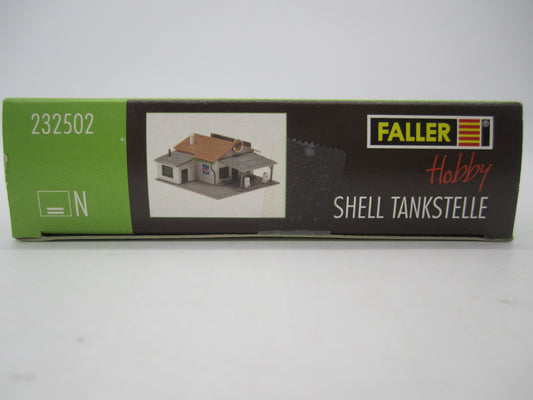 232502
N
FALLER ®
Hobby
SHELL TANKSTELLE